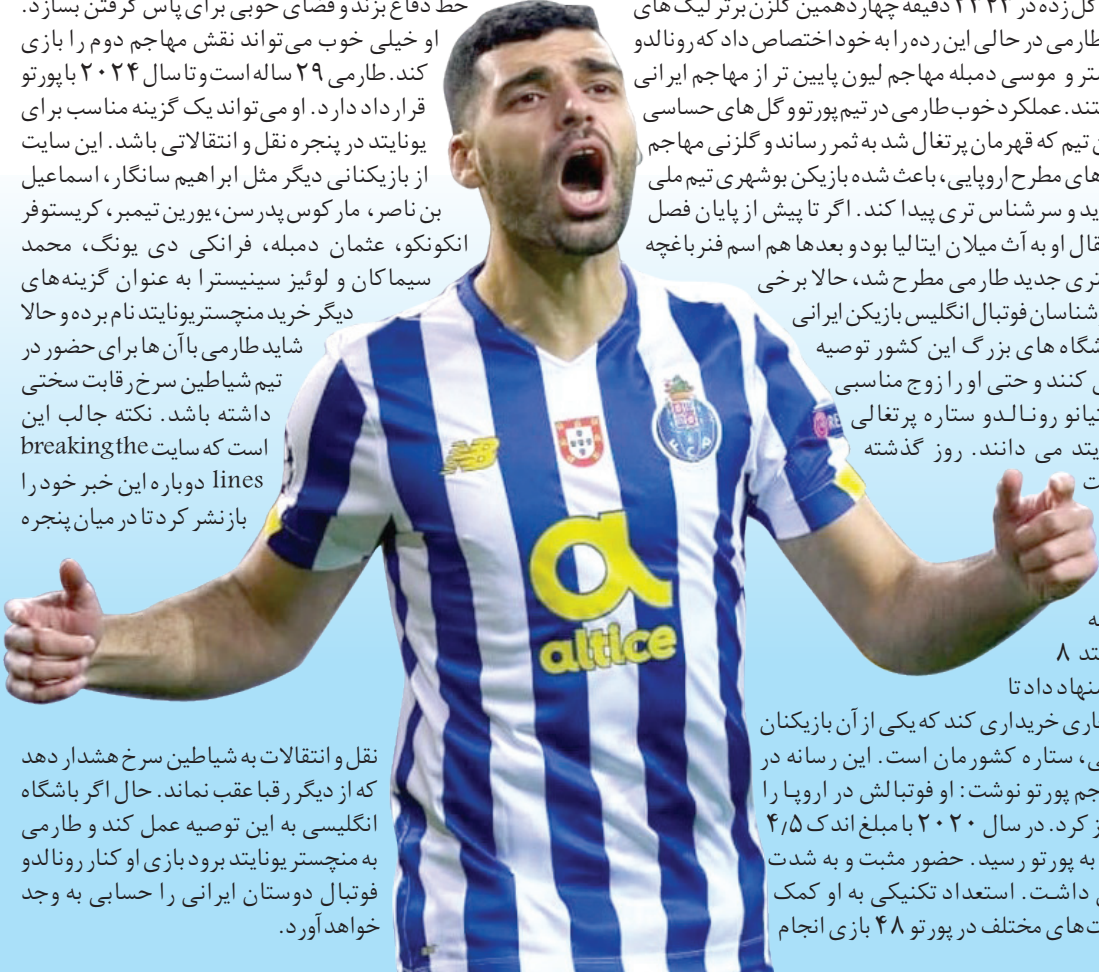 گل زده در ۲۳۲۳ دقیقه چهاردهمین گلزن برتر لیگ های
طارمی در حالی این رده را به خود اختصاص داد که رونالدو
و موسی دمبله مهاجم لیون پایین تر از مهاجم ایرانی
عملکرد خوب طارمی در تیم پورتو و گل های حساسی
تیم که قهرمان پرتغال شد به ثمر رساند و گلزنی مهاجم
های مطرح اروپایی، باعث شده بازیکن بوشهری تیم ملی
و سرشناس تری پیدا کند. اگر تا پیش از پایان فصل
او به آث میلان ایتالیا بود و بعدها هم اسم فنرباغچه
جدید طارمی مطرح شد، حالا برخی
فوتبال انگلیس بازیکن ایرانی
های بزرگ این کشور توصیه
کنند و حتی او را زوج مناسبی
رونالدو ستاره پرتغالی
می دانند. روز گذشته
۸
داد تا
خریداری کند که یکی از آن بازیکنان
ستاره کشورمان است. این رسانه در
پورتو نوشت: او فوتبالش در اروپا را
کرد. در سال ۲۰۲۰ با مبلغ اندک ۴٫۵
به پورتو رسید. حضور مثبت و به شدت
داشت. استعداد تکنیکی به او کمک
های مختلف در پورتو ۴۸ بازی انجام
خط دفاع بزند و فضای خوبی برای پاس گرفتن بسازد.
او خیلی خوب می‌تواند نقش مهاجم دوم را بازی
کند. طارمی ۲۹ ساله است و تا سال ۲۰۲۴ با پورتو
قرارداد دارد. او می‌تواند یک گزینه مناسب برای
یونایتد در پنجره نقل و انتقالاتی باشد. این سایت
از بازیکنانی دیگر مثل ابراهیم سانگار، اسماعیل
بن ناصر، مارکوس پدرسن، یورین تیمبر، کریستوفر
انکونکو، عثمان دمبله، فرانکی دی یونگ، محمد
سیماکان و لوئیز سینیسترا به عنوان گزینه‌های
دیگر خرید منچستریونایتد نام برده و حالا
شاید طارمی با آن ها برای حضور در
تیم شیاطین سرخ رقابت سختی
داشته باشد. نکته جالب این
است که سایت breakingthe
lines دوباره این خبر خود را
بازنشر کرد تا در میان پنجره
نقل و انتقالات به شیاطین سرخ هشدار دهد
که از دیگر رقبا عقب نماند. حال اگر باشگاه
انگلیسی به این توصیه عمل کند و طارمی
به منچستریونایتد برود بازی او کنار رونالدو
فوتبال دوستان ایرانی را حسابی به وجد
خواهد آورد.
altice